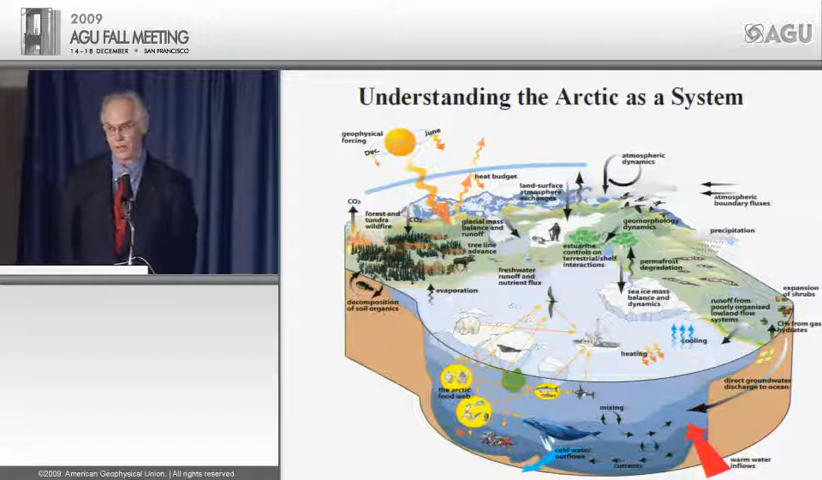 2009
AGU FALL MEETING
14-18 DECEMBER • SAN FRANCISCO
AGU
Understanding the Arctic as a System
geophysical
forcing
June
Dec.
heat budget
atmospheric
dynamics
land-surface
atmosphere
exchanges
atmospheric
boundary fluxes
CO₂
forest and
tundra
wildfire
CO₂
glacial mass
balance and
runoff
geomorphology
dynamics
precipitation
tree line
advance
estuarine
controls on
terrestrial/shelf
interactions
permafrost
degradation
freshwater
runoff and
nutrient flux
evaporation
decomposition
of soil organics
sea ice mass
balance and
dynamics
expansion
of shrubs
runoff from
poorly organized
lowland flow
systems
CH₄ from gas
hydrates
cooling
heating
direct groundwater
discharge to ocean
the arctic
food web
mixing
cold water
outflows
currents
warm water
inflows
©2009. American Geophysical Union. | All rights reserved.